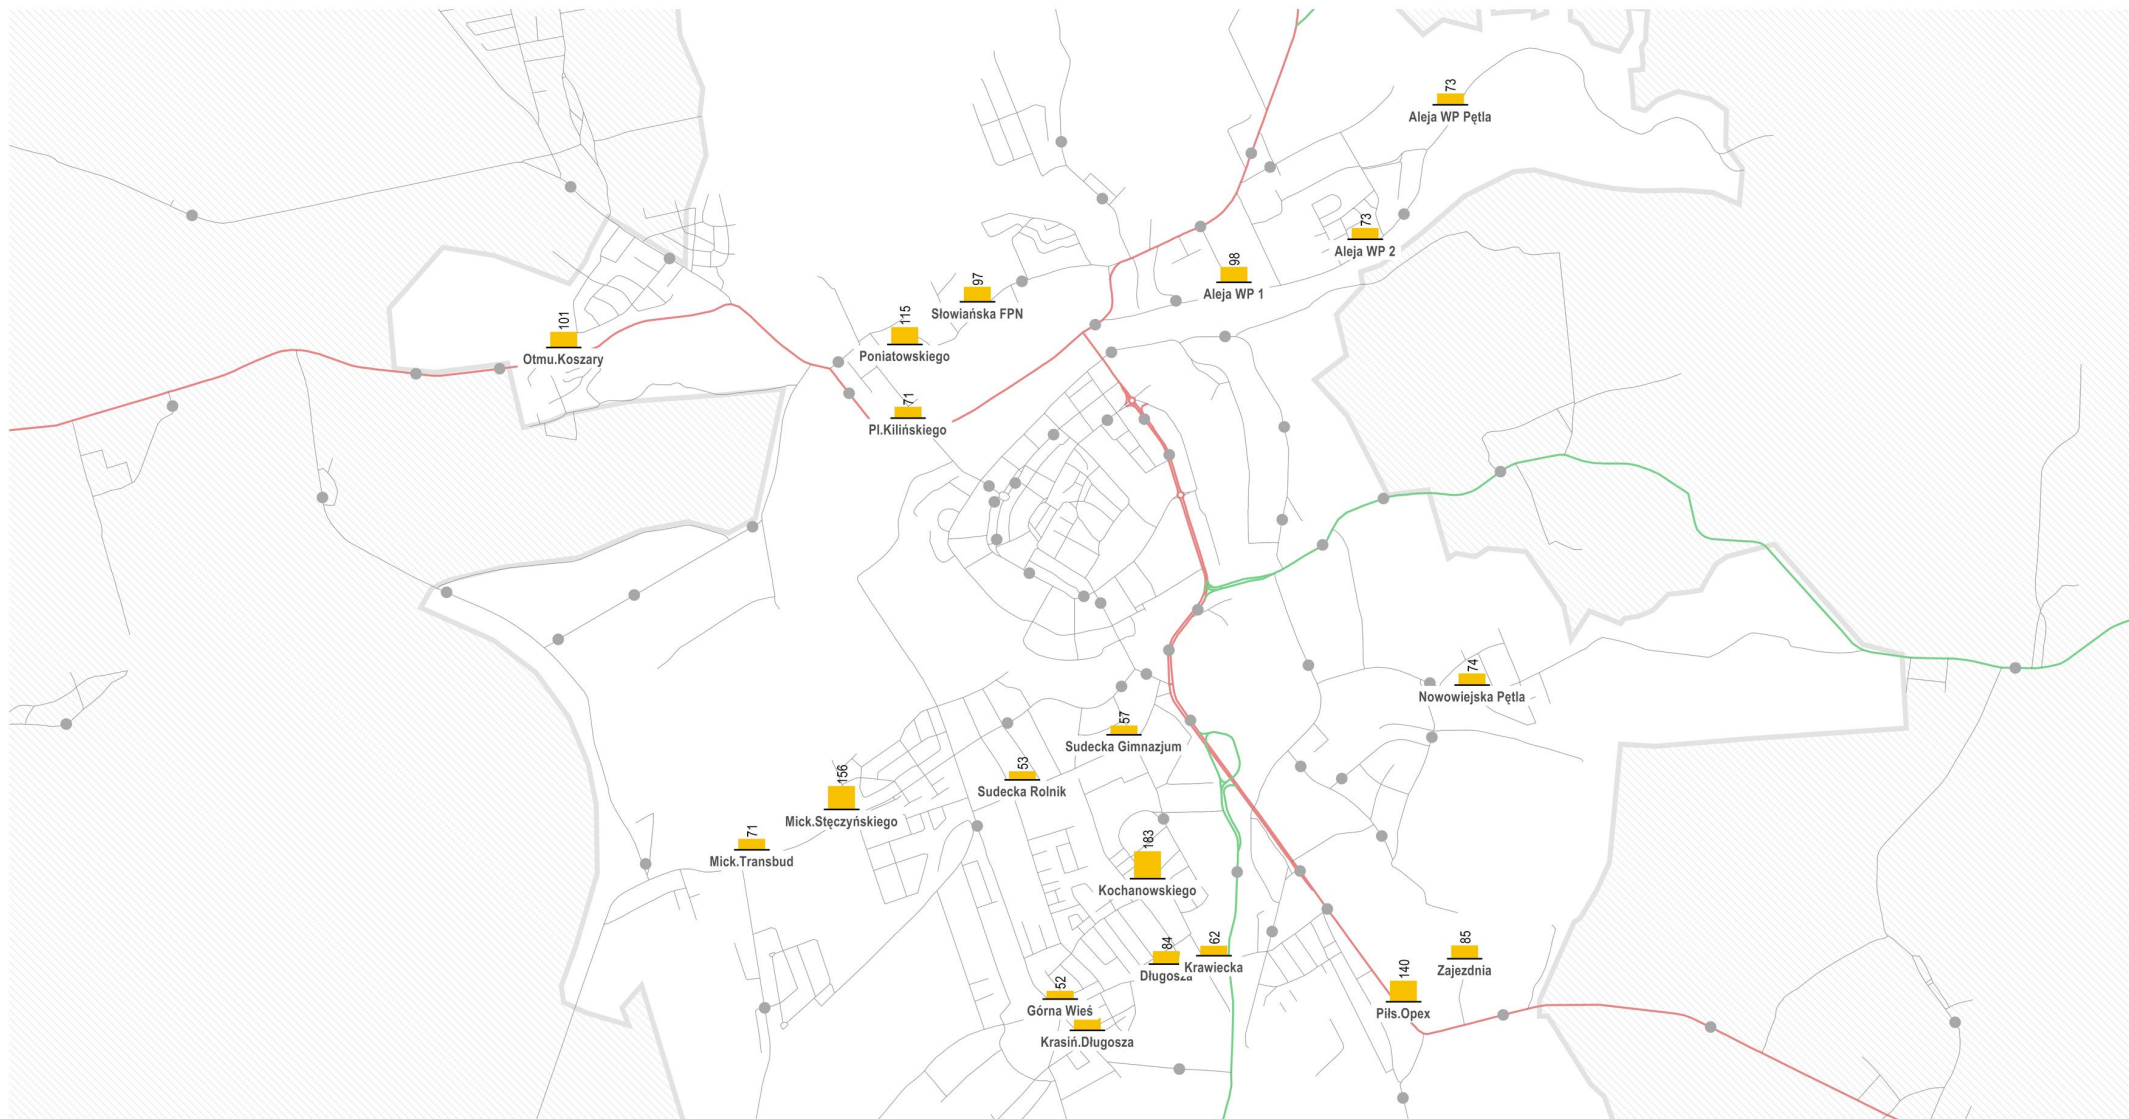 73
Aleja WP Pętla
73
Aleja WP 2
98
Aleja WP 1
97
Słowiańska FPN
115
Poniatowskiego
101
Otmu.Koszary
71
Pl.Kilińskiego
74
Nowowiejska Pętla
57
Sudecka Gimnazjum
53
Sudecka Rolnik
156
Mick.Stęczyńskiego
71
Mick.Transbud
183
Kochanowskiego
84
Długosza
62
Krawiecka
85
Zajezdnia
140
Piłs.Opex
52
Górna Wieś
Krasiń.Długosza